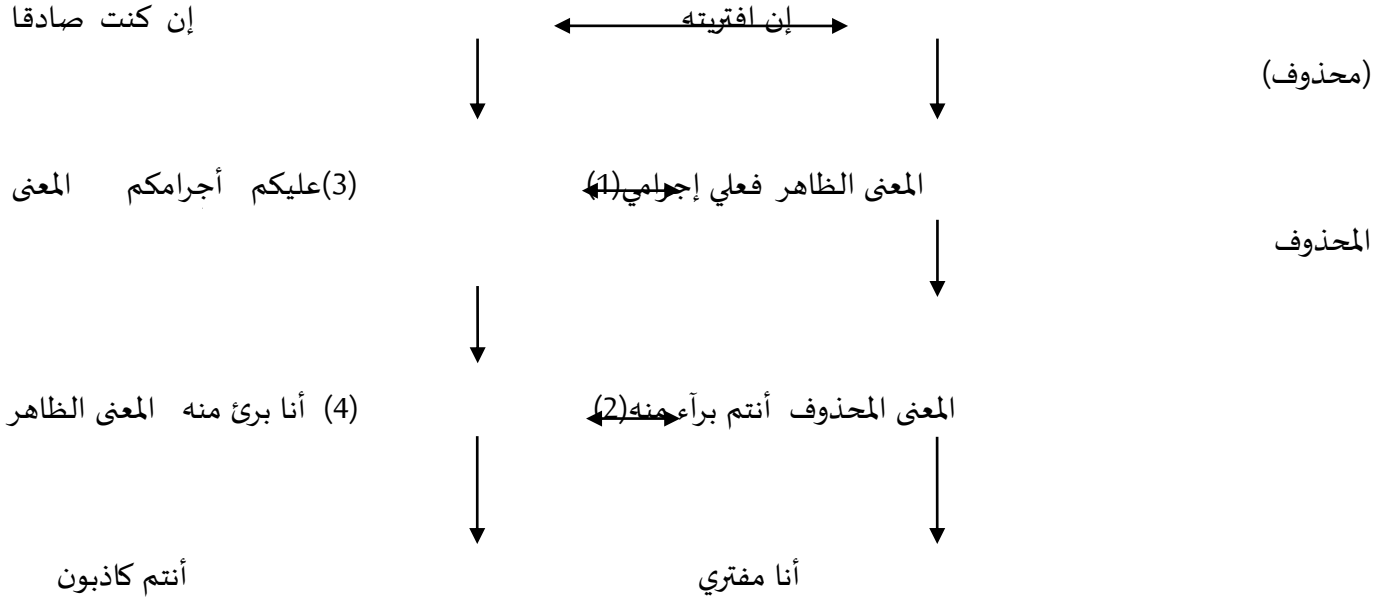 إن افتريته إن كنت صادقا
(محذوف)
المعنى الظاهر فعلي إجرامي(1) (3)عليكم أجرامكم المعنى
المحذوف
المعنى المحذوف أنتم برآء منه(2) (4) أنا برئ منه المعنى الظاهر
أنا مفتري أنتم كاذبون